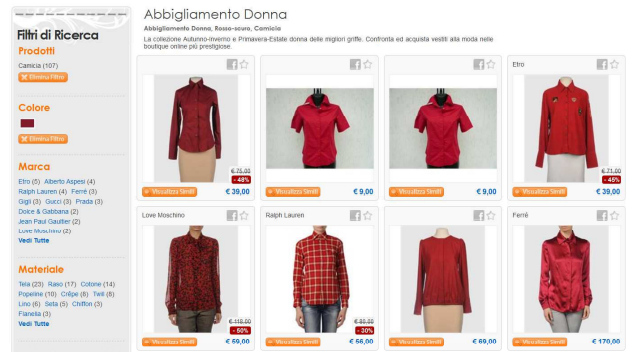 Abbigliamento Donna
Abbigliamento Donna, Rosso-scuro, Camicia
La collezione Autunno-Inverno e Primavera-Estate donna delle migliori griffe. Confronta ed acquista vestiti alla moda nelle
boutique online più prestigiose.
Filtri di Ricerca
Prodotti
Camicia (107)
Elimina Filtro
Colore
Elimina Filtro
Marca
Etro (5) Alberto Aspesi (4)
Ralph Lauren (4) Ferré (3)
Gigli (3) Gucci (3) Prada (3)
Dolce & Gabbana (2)
Jean Paul Gaultier (2)
Love Moschino (2)
Vedi Tutte
Materiale
Tela (23) Raso (17) Cotone (14)
Popeline (10) Crêpe (8) Twill (8)
Lino (6) Seta (5) Chiffon (3)
Flanella (3)
Vedi Tutte
€ 75,00
- 48%
Visualizza Simili € 39,00
Visualizza Simili € 9,00
Visualizza Simili € 9,00
Etro
€ 71,00
- 45%
Visualizza Simili € 39,00
Love Moschino
€ 118,00
- 50%
Visualizza Simili € 59,00
Ralph Lauren
€ 80,00
- 30%
Visualizza Simili € 56,00
Visualizza Simili € 69,00
Ferré
Visualizza Simili € 170,00